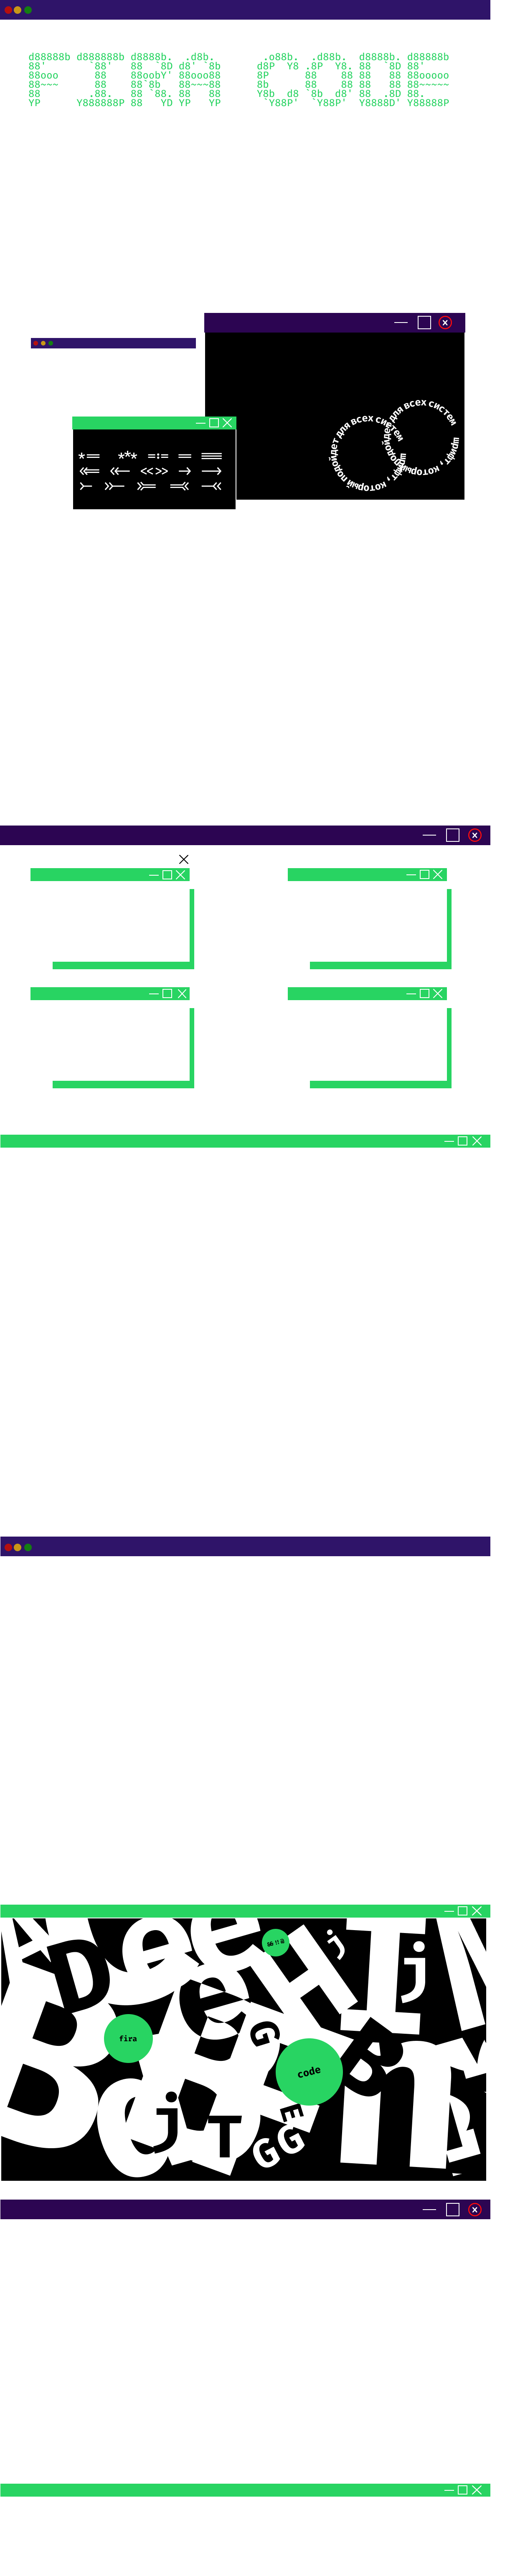 d88888b d888888b d8888b.  .d8b.        .o88b.  .d88b.  d8888b. d88888b
88'       `88'   88  `8D d8' `8b      d8P  Y8 .8P  Y8. 88  `8D 88'
88ooo      88    88oobY' 88ooo88      8P      88    88 88   88 88ooooo
88~~~      88    88`8b   88~~~88      8b      88    88 88   88 88~~~~~
88        .88.   88 `88. 88   88      Y8b  d8 `8b  d8' 88  .8D 88.
YP      Y888888P 88   YD YP   YP       `Y88P'  `Y88P'  Y8888D' Y88888P
шрифт, который подойдет для всех систем
шрифт, который подойдет для всех систем
*== *** =:= == ===
<<= <<- <<>> -> -->
>- >>- >>= =<< -<<
A D e e e H j I j
B e fira B G code B
G j T G G E